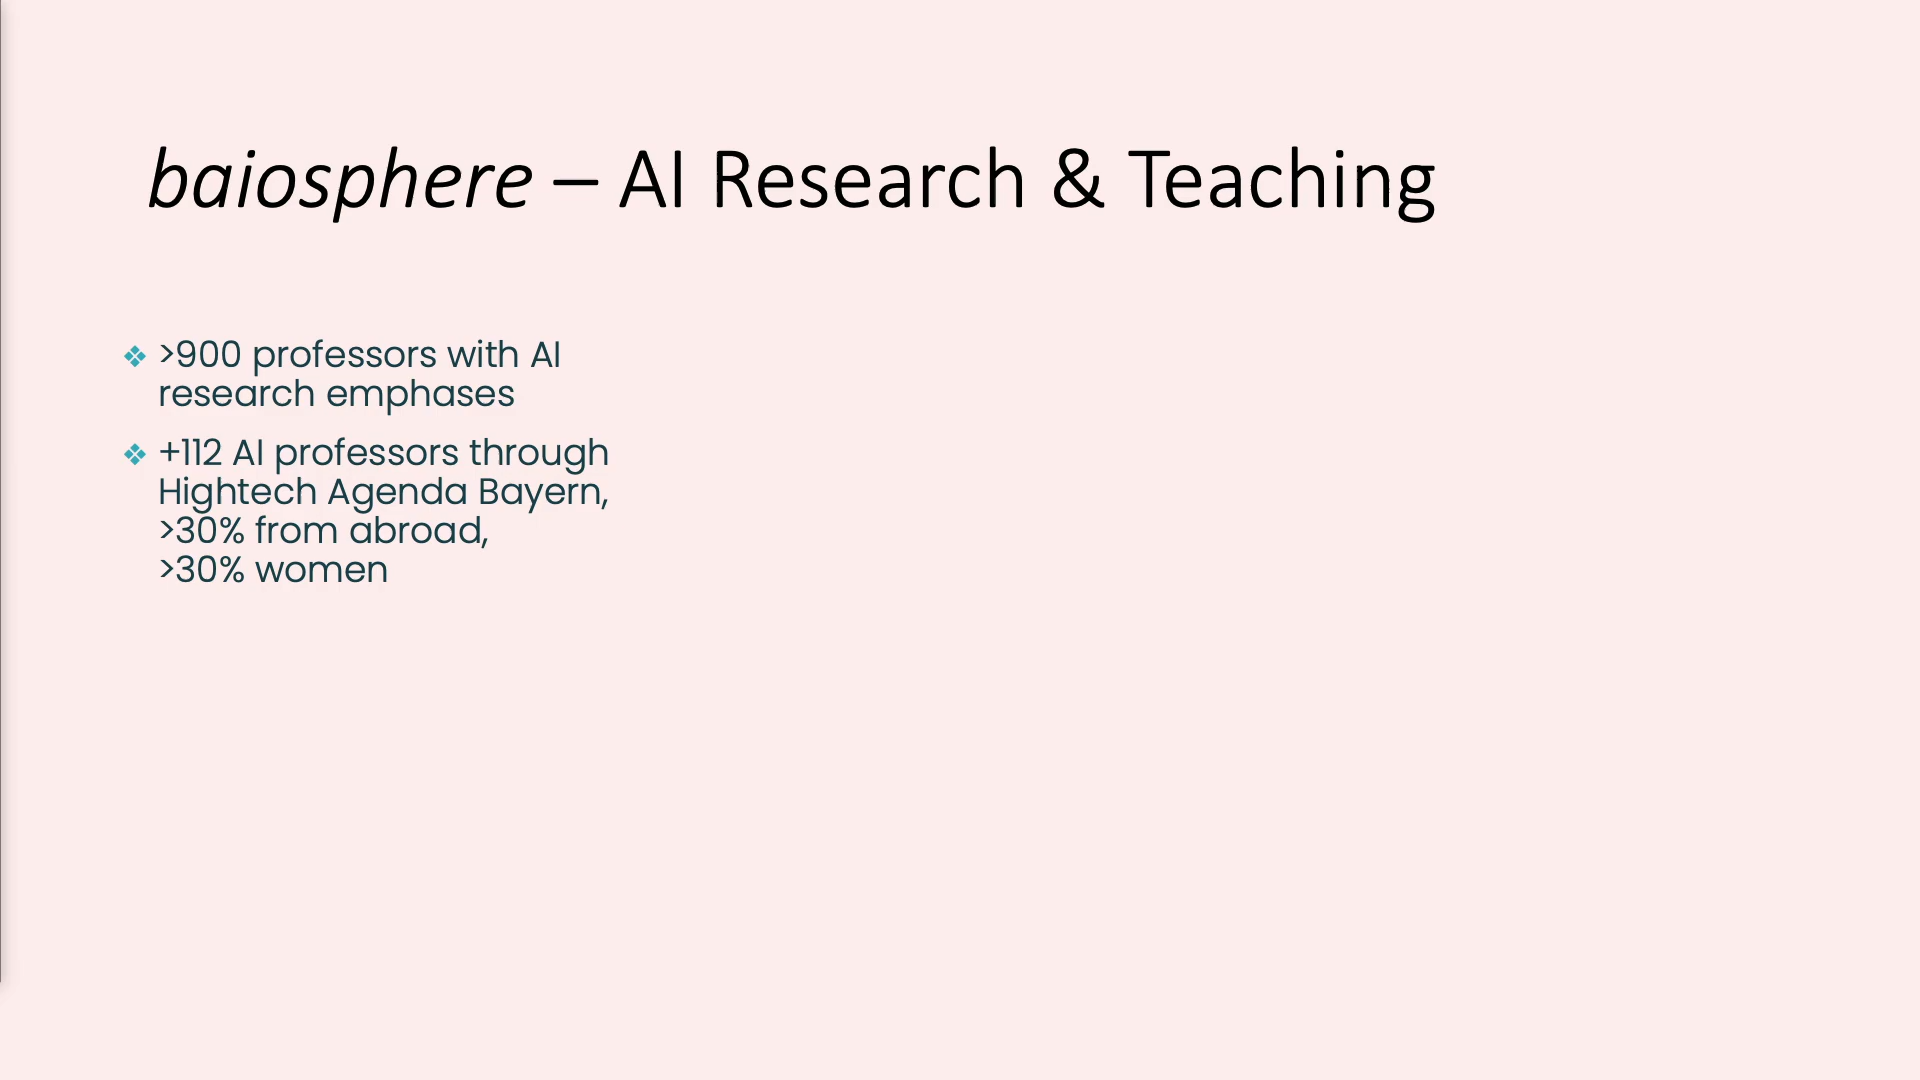 baiosphere – AI Research & Teaching
❖ >900 professors with AI
research emphases
❖ +112 AI professors through
Hightech Agenda Bayern,
>30% from abroad,
>30% women